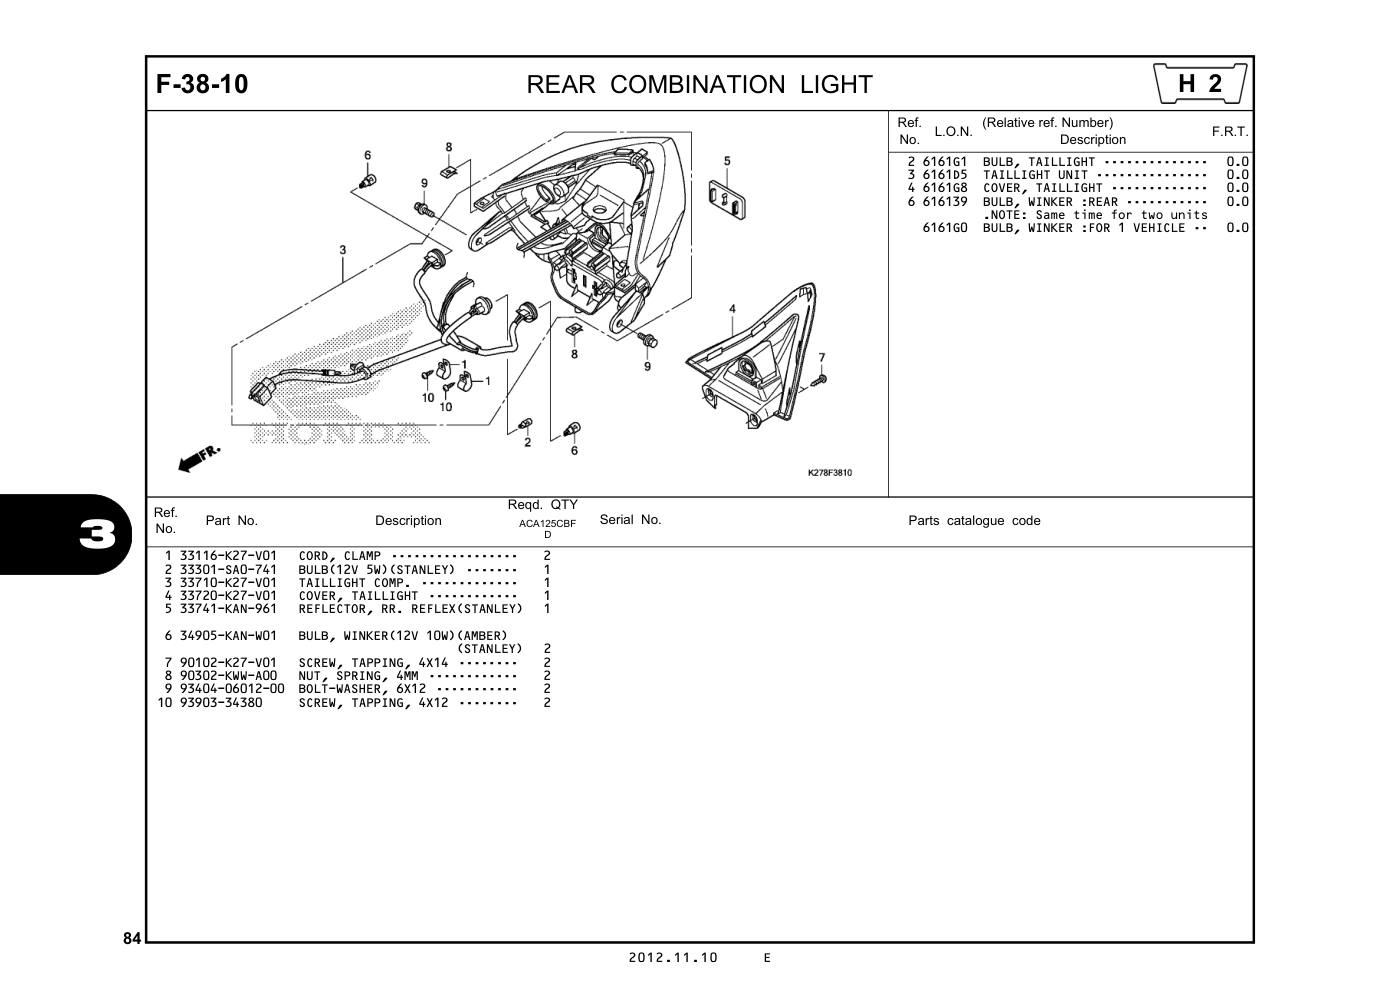 F-38-10 REAR COMBINATION LIGHT H 2
Ref. No. L.O.N. (Relative ref. Number) Description F.R.T.
2 6161G1 BULB, TAILLIGHT -------------- 0.0
3 6161D5 TAILLIGHT UNIT --------------- 0.0
4 6161G8 COVER, TAILLIGHT ------------- 0.0
6 616139 BULB, WINKER :REAR ----------- 0.0
.NOTE: Same time for two units
6161G0 BULB, WINKER :FOR 1 VEHICLE -- 0.0
8
6
5
9
3
4
8
9
7
1
1
10
10
HONDA
2
6
FR.
K278F3810
3
Ref. No. Part No. Description Reqd. QTY Serial No. Parts catalogue code
ACA125CBF
D
1 33116-K27-V01 CORD, CLAMP ----------------- 2
2 33301-SA0-741 BULB(12V 5W)(STANLEY) ------- 1
3 33710-K27-V01 TAILLIGHT COMP. ------------- 1
4 33720-K27-V01 COVER, TAILLIGHT ------------ 1
5 33741-KAN-961 REFLECTOR, RR. REFLEX(STANLEY) 1
6 34905-KAN-W01 BULB, WINKER(12V 10W)(AMBER)
(STANLEY) 2
7 90102-K27-V01 SCREW, TAPPING, 4X14 -------- 2
8 90302-KWW-A00 NUT, SPRING, 4MM ------------ 2
9 93404-06012-00 BOLT-WASHER, 6X12 ----------- 2
10 93903-34380 SCREW, TAPPING, 4X12 -------- 2
84
2012.11.10 E